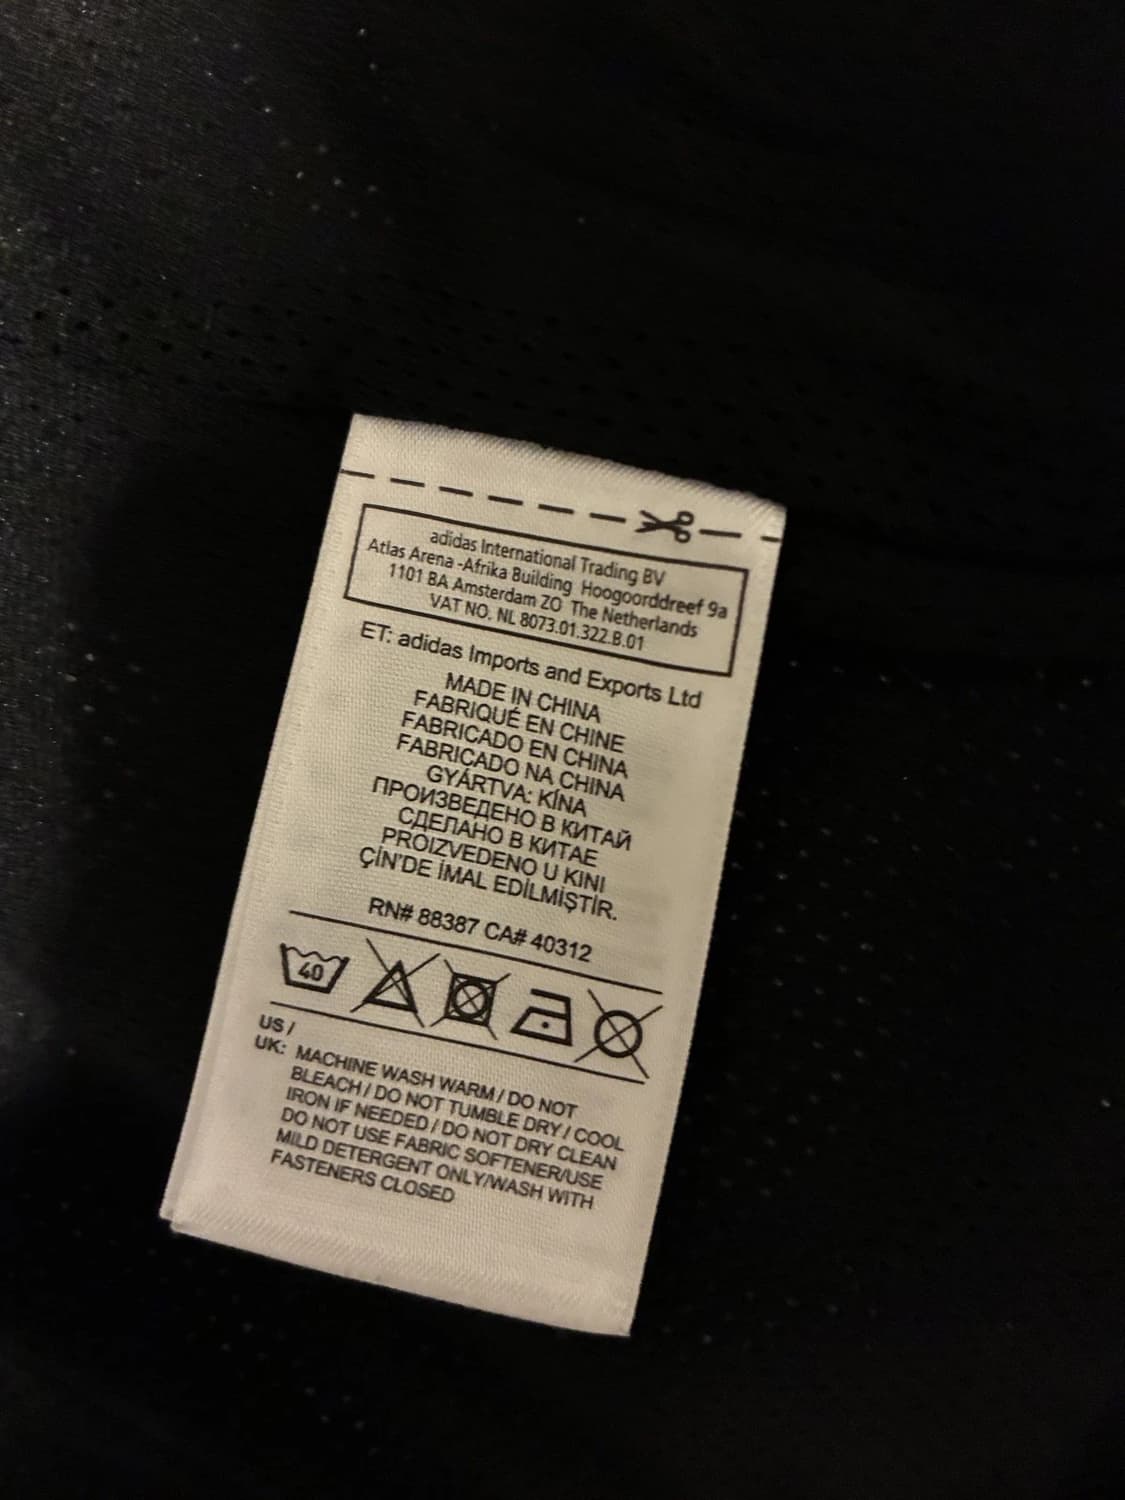 adidas International Trading BV
Atlas Arena -Afrika Building Hoogoorddreef 9a
1101 BA Amsterdam ZO The Netherlands
VAT NO. NL 8073.01.322.B.01
ET: adidas Imports and Exports Ltd
MADE IN CHINA
FABRIQUÉ EN CHINE
FABRICADO EN CHINA
FABRICADO NA CHINA
GYÁRTVA: KÍNA
ПРОИЗВЕДЕНО В КИТАЙ
СДЕЛАНО В КИТАЕ
PROIZVEDENO U KINI
ÇİN'DE İMAL EDİLMİŞTİR.
RN# 88387 CA# 40312
40
US /
UK: MACHINE WASH WARM / DO NOT
BLEACH / DO NOT TUMBLE DRY / COOL
IRON IF NEEDED / DO NOT DRY CLEAN
DO NOT USE FABRIC SOFTENER/USE
MILD DETERGENT ONLY/WASH WITH
FASTENERS CLOSED